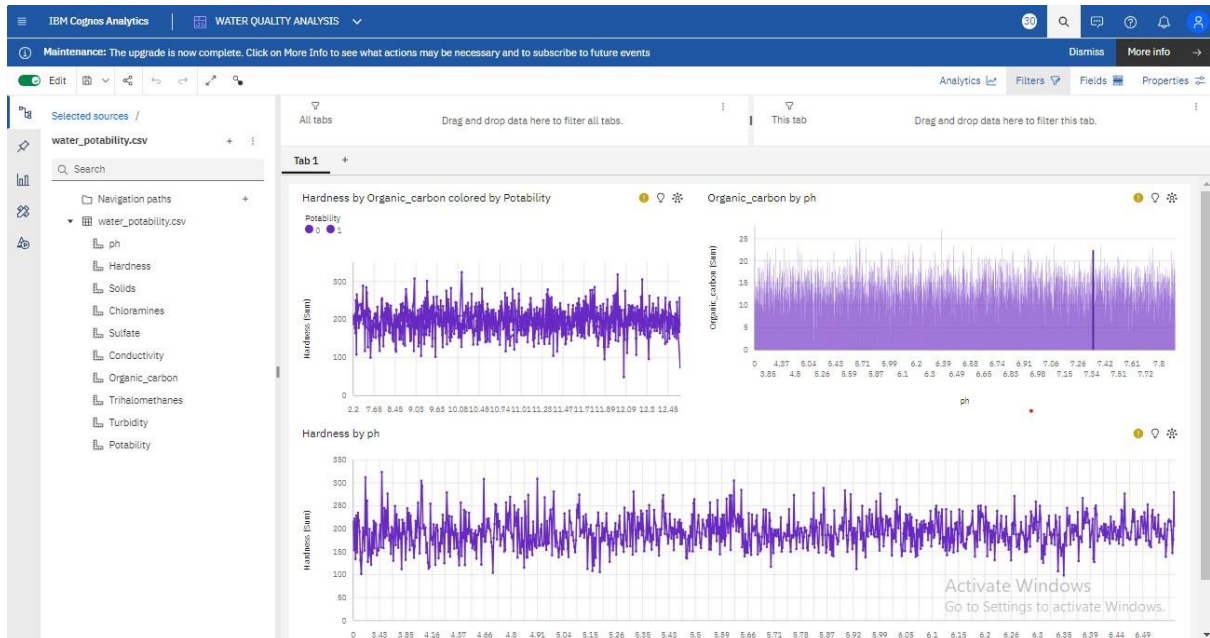 IBM Cognos Analytics
WATER QUALITY ANALYSIS
30
Maintenance: The upgrade is now complete. Click on More Info to see what actions may be necessary and to subscribe to future events
Dismiss
More info
Edit
Analytics
Filters
Fields
Properties
Selected sources /
water_potability.csv
Search
Navigation paths
water_potability.csv
ph
Hardness
Solids
Chloramines
Sulfate
Conductivity
Organic_carbon
Trihalomethanes
Turbidity
Potability
All tabs
Drag and drop data here to filter all tabs.
This tab
Drag and drop data here to filter this tab.
Tab 1
Hardness by Organic_carbon colored by Potability
Potability
0 1
Hardness (Sum)
300
200
100
0
2.2 7.65 8.45 9.03 9.63 10.08 10.45 10.74 11.01 11.28 11.47 11.71 11.89 12.09 12.3 12.48
Organic_carbon by ph
Organic_carbon (Sum)
25
20
15
10
5
0
0 4.37 5.04 5.43 5.71 5.99 6.2 6.39 6.58 6.74 6.91 7.06 7.26 7.42 7.61 7.8
3.85 4.8 5.26 5.59 5.87 6.1 6.3 6.49 6.66 6.83 6.98 7.15 7.34 7.51 7.72
ph
Hardness by ph
Hardness (Sum)
350
300
250
200
150
100
50
0
0 3.43 3.85 4.16 4.37 4.66 4.8 4.91 5.04 5.15 5.26 5.35 5.43 5.5 5.59 5.66 5.71 5.78 5.87 5.92 5.99 6.05 6.1 6.15 6.2 6.26 6.3 6.35 6.39 6.44 6.49
Activate Windows
Go to Settings to activate Windows.